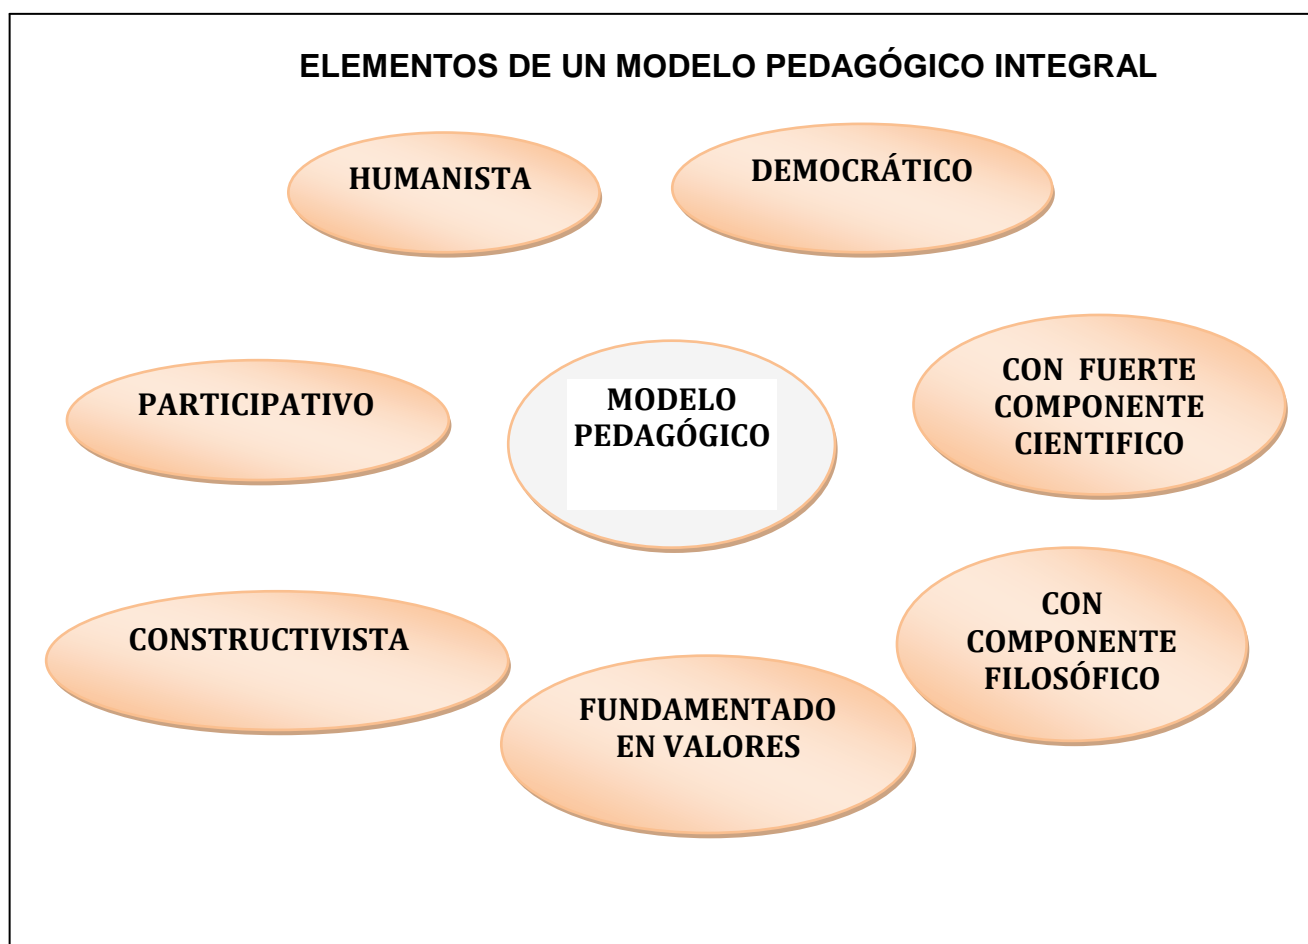 ELEMENTOS DE UN MODELO PEDAGÓGICO INTEGRAL
HUMANISTA
DEMOCRÁTICO
PARTICIPATIVO
MODELO
PEDAGÓGICO
CON FUERTE
COMPONENTE
CIENTIFICO
CONSTRUCTIVISTA
FUNDAMENTADO
EN VALORES
CON
COMPONENTE
FILOSÓFICO